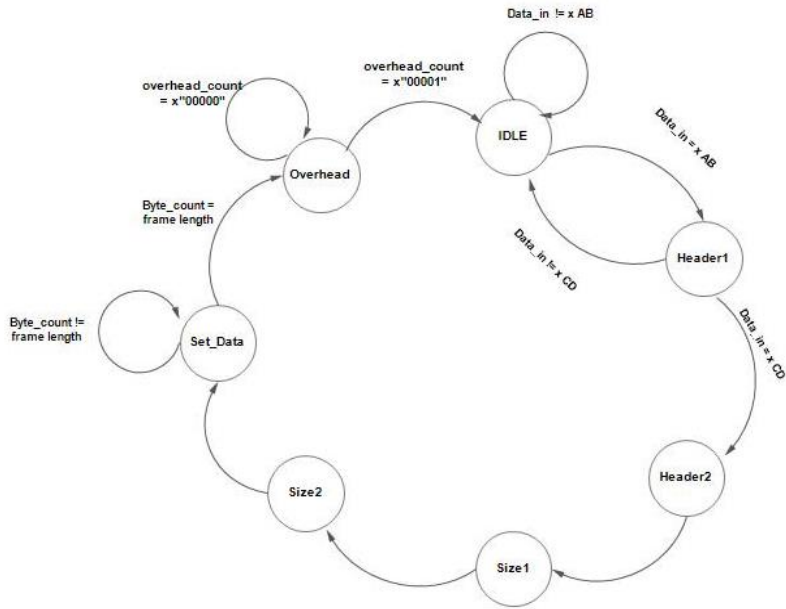 Data_in != x AB
overhead_count
= x"00001"
overhead_count
= x"00000"
IDLE
Data_in = x AB
Overhead
Byte_count =
frame length
Data_in != x CD
Header1
Data_in = x CD
Byte_count !=
frame length
Set_Data
Header2
Size2
Size1